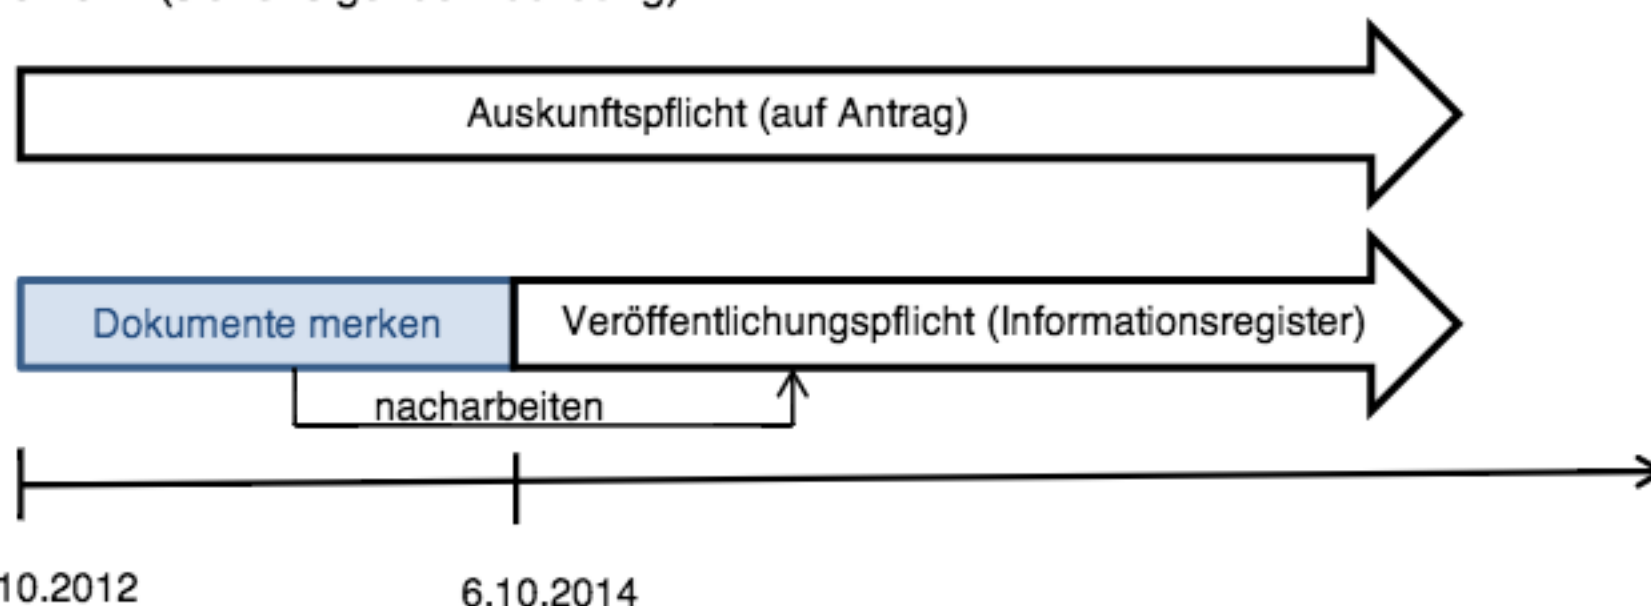 Auskunftspflicht (auf Antrag)
Dokumente merken
Veröffentlichungspflicht (Informationsregister)
nacharbeiten
10.2012
6.10.2014